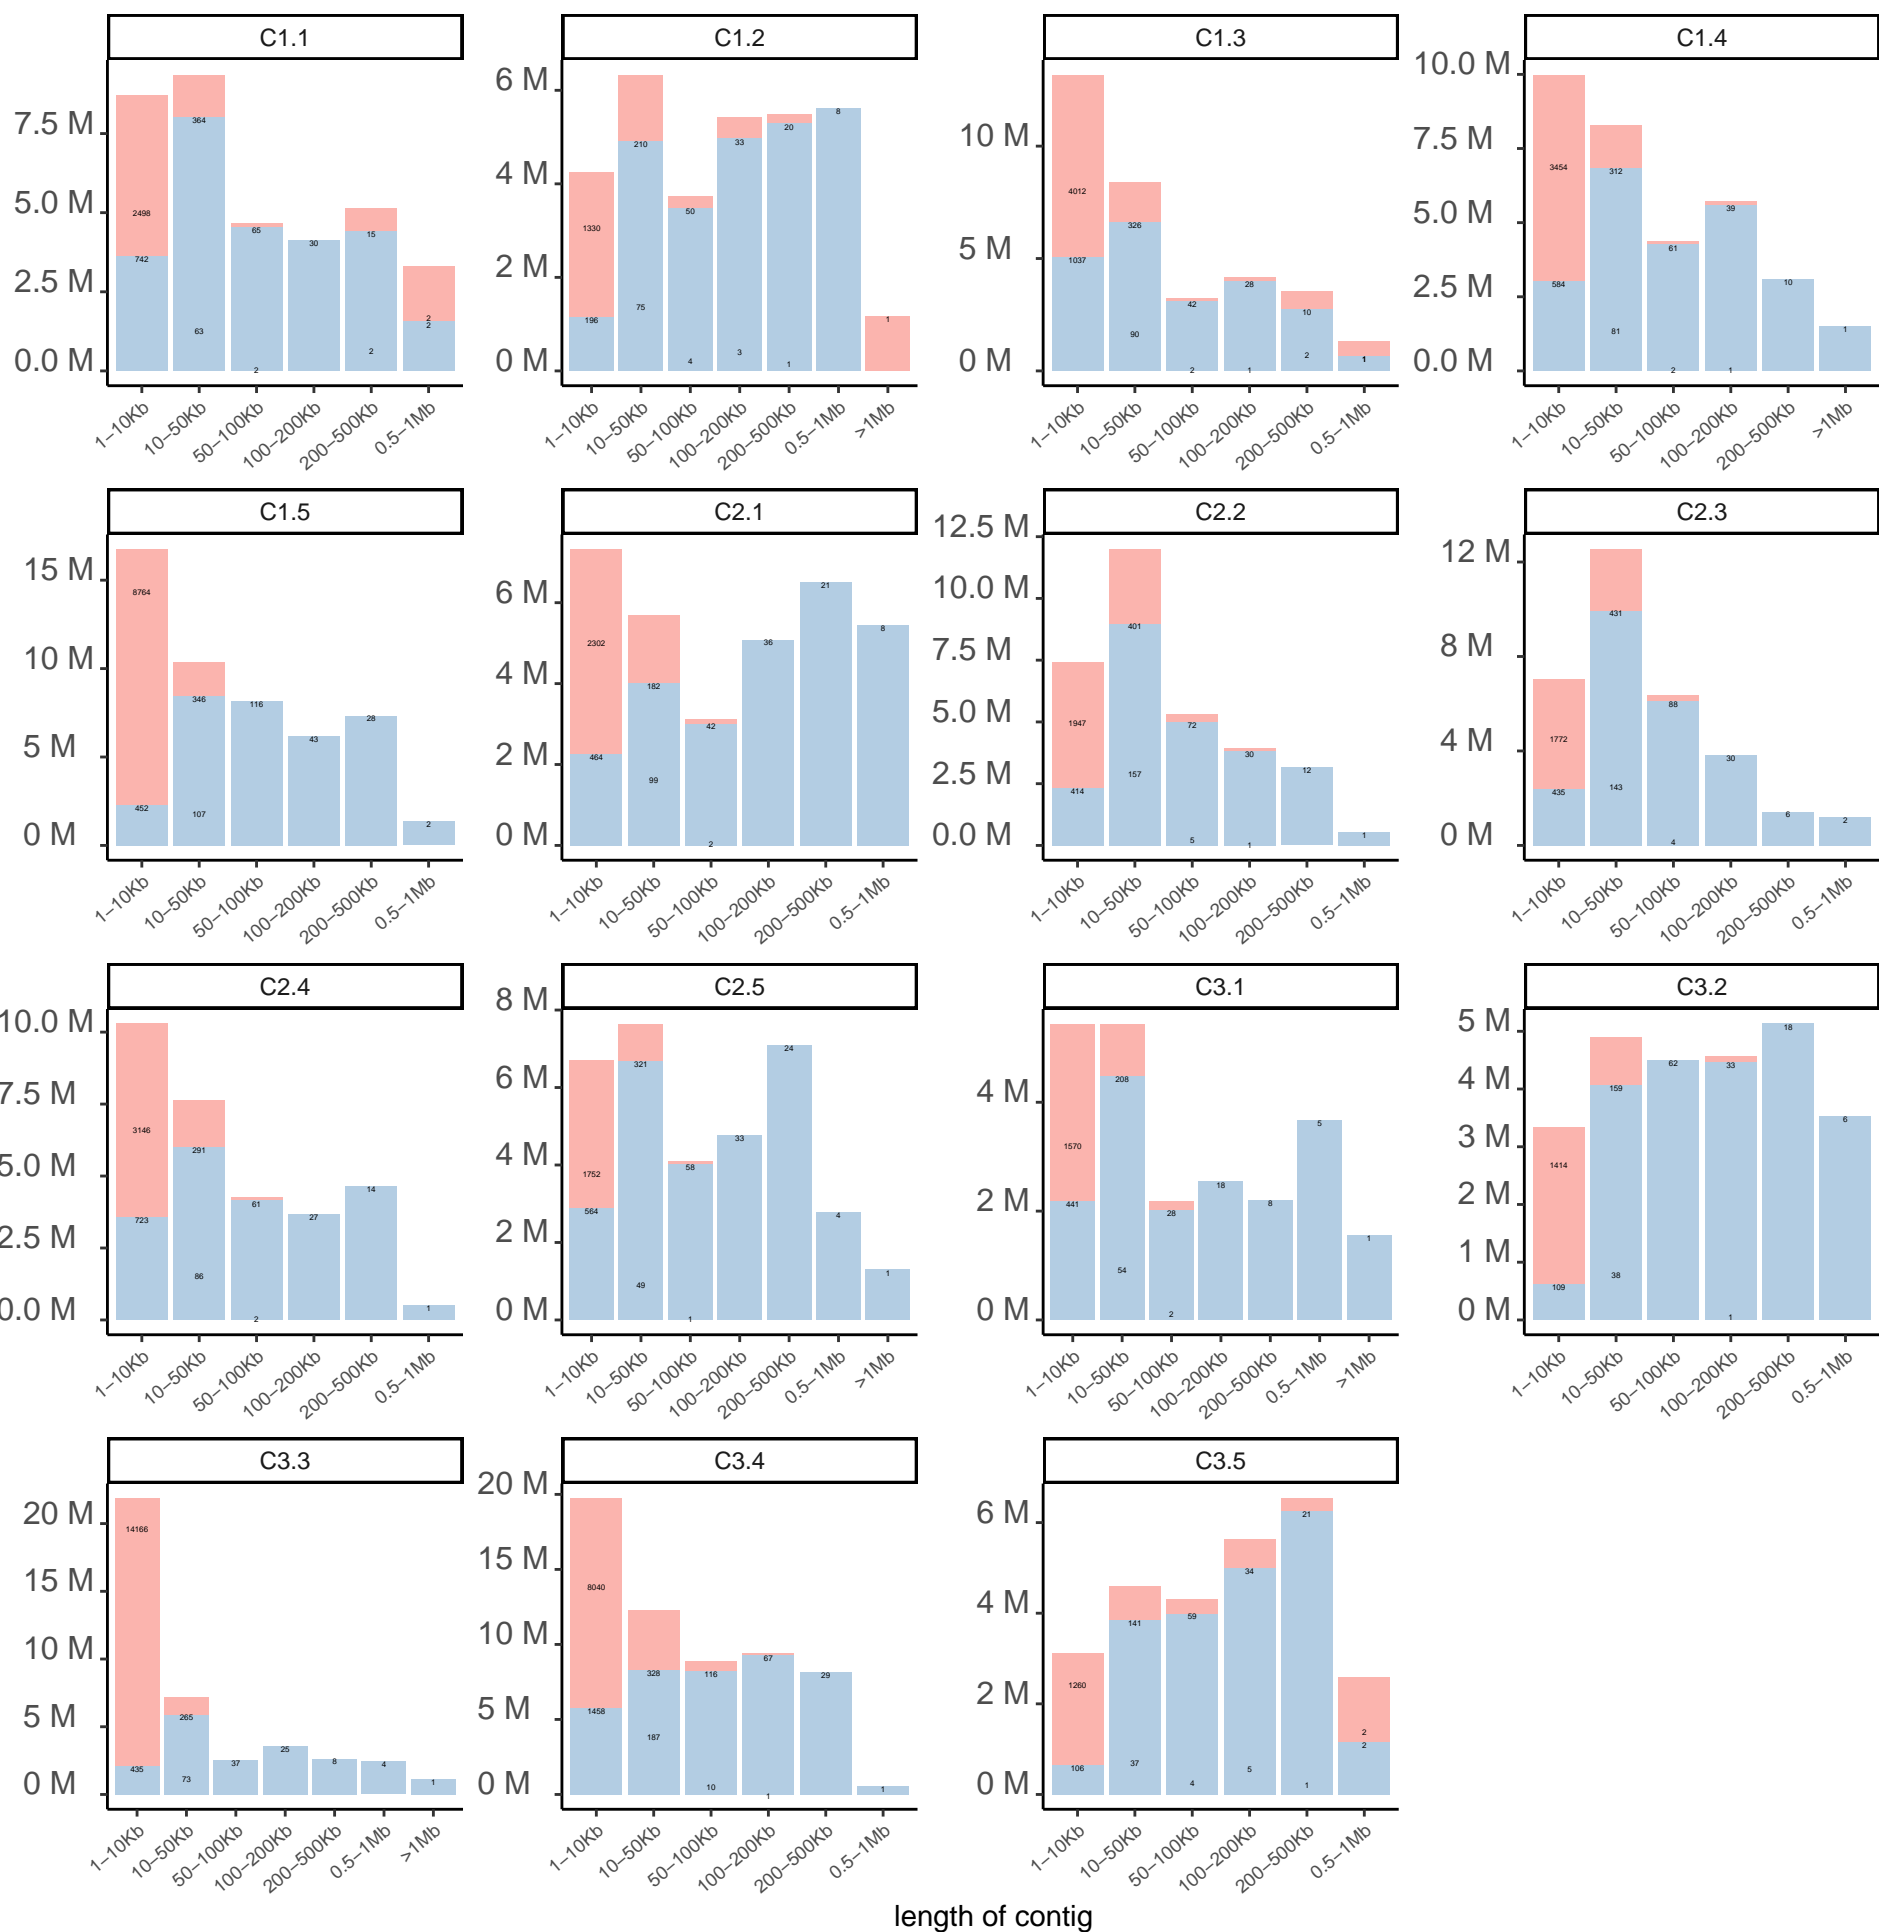 C1.1
C1.2
C1.3
C1.4
7.5 M
5.0 M
2.5 M
0.0 M
2498
742
364
63
65
2
30
15
2
2
2
1-10Kb
10-50Kb
50-100Kb
100-200Kb
200-500Kb
0.5-1Mb
6 M
4 M
2 M
0 M
1330
196
210
75
50
4
33
3
20
1
8
1
1-10Kb
10-50Kb
50-100Kb
100-200Kb
200-500Kb
0.5-1Mb
>1Mb
10 M
5 M
0 M
4012
1037
326
90
42
2
28
1
10
2
1
1-10Kb
10-50Kb
50-100Kb
100-200Kb
200-500Kb
0.5-1Mb
10.0 M
7.5 M
5.0 M
2.5 M
0.0 M
3454
584
312
81
61
2
39
1
10
1
1-10Kb
10-50Kb
50-100Kb
100-200Kb
200-500Kb
>1Mb
C1.5
C2.1
C2.2
C2.3
15 M
10 M
5 M
0 M
8764
452
346
107
116
43
28
2
1-10Kb
10-50Kb
50-100Kb
100-200Kb
200-500Kb
0.5-1Mb
6 M
4 M
2 M
0 M
2302
464
182
99
42
2
36
21
8
1-10Kb
10-50Kb
50-100Kb
100-200Kb
200-500Kb
0.5-1Mb
12.5 M
10.0 M
7.5 M
5.0 M
2.5 M
0.0 M
1947
414
401
157
72
5
30
1
12
1
1-10Kb
10-50Kb
50-100Kb
100-200Kb
200-500Kb
0.5-1Mb
12 M
8 M
4 M
0 M
1772
435
431
143
88
4
30
6
2
1-10Kb
10-50Kb
50-100Kb
100-200Kb
200-500Kb
0.5-1Mb
C2.4
C2.5
C3.1
C3.2
10.0 M
7.5 M
5.0 M
2.5 M
0.0 M
3146
723
291
86
61
2
27
14
1
1-10Kb
10-50Kb
50-100Kb
100-200Kb
200-500Kb
0.5-1Mb
8 M
6 M
4 M
2 M
0 M
1752
564
321
49
58
1
33
24
4
1
1-10Kb
10-50Kb
50-100Kb
100-200Kb
200-500Kb
0.5-1Mb
>1Mb
4 M
2 M
0 M
1570
441
208
54
28
2
18
8
5
1
1-10Kb
10-50Kb
50-100Kb
100-200Kb
200-500Kb
0.5-1Mb
>1Mb
5 M
4 M
3 M
2 M
1 M
0 M
1414
109
159
38
62
33
1
18
6
1-10Kb
10-50Kb
50-100Kb
100-200Kb
200-500Kb
0.5-1Mb
C3.3
C3.4
C3.5
20 M
15 M
10 M
5 M
0 M
14166
435
265
73
37
25
8
4
1
1-10Kb
10-50Kb
50-100Kb
100-200Kb
200-500Kb
0.5-1Mb
>1Mb
20 M
15 M
10 M
5 M
0 M
8040
1458
328
187
116
10
67
1
29
1
1-10Kb
10-50Kb
50-100Kb
100-200Kb
200-500Kb
0.5-1Mb
6 M
4 M
2 M
0 M
1260
106
141
37
59
4
34
5
21
1
2
2
1-10Kb
10-50Kb
50-100Kb
100-200Kb
200-500Kb
0.5-1Mb
length of contig